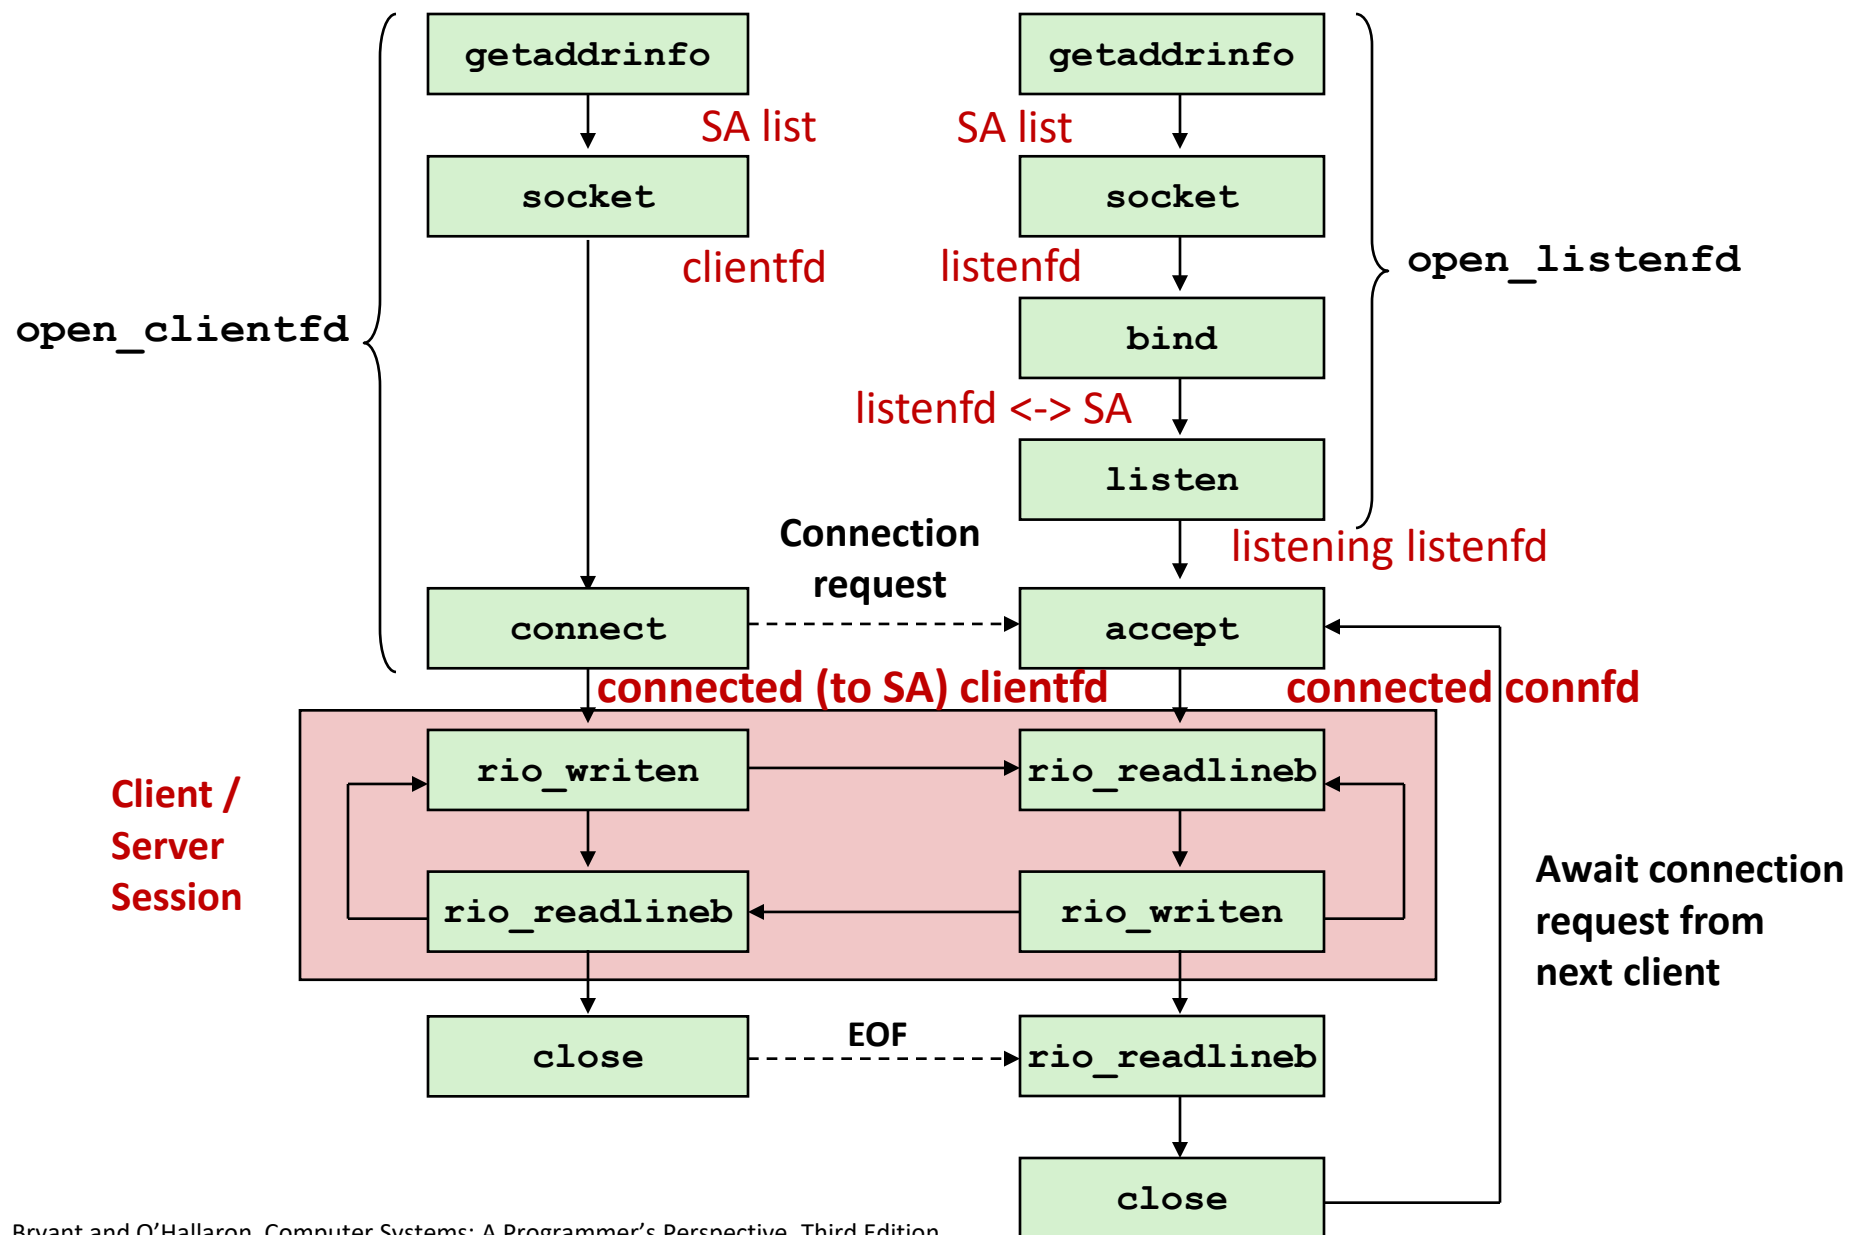 getaddrinfo
getaddrinfo
SA list
SA list
socket
socket
clientfd
listenfd
open_listenfd
open_clientfd
bind
listenfd <-> SA
listen
Connection
request
listening listenfd
connect
accept
connected (to SA) clientfd
connected connfd
rio_writen
rio_readlineb
Client /
Server
Session
rio_readlineb
rio_writen
Await connection
request from
next client
close
EOF
rio_readlineb
close
Bryant and O'Hallaron, Computer Systems: A Programmer's Perspective, Third Edition